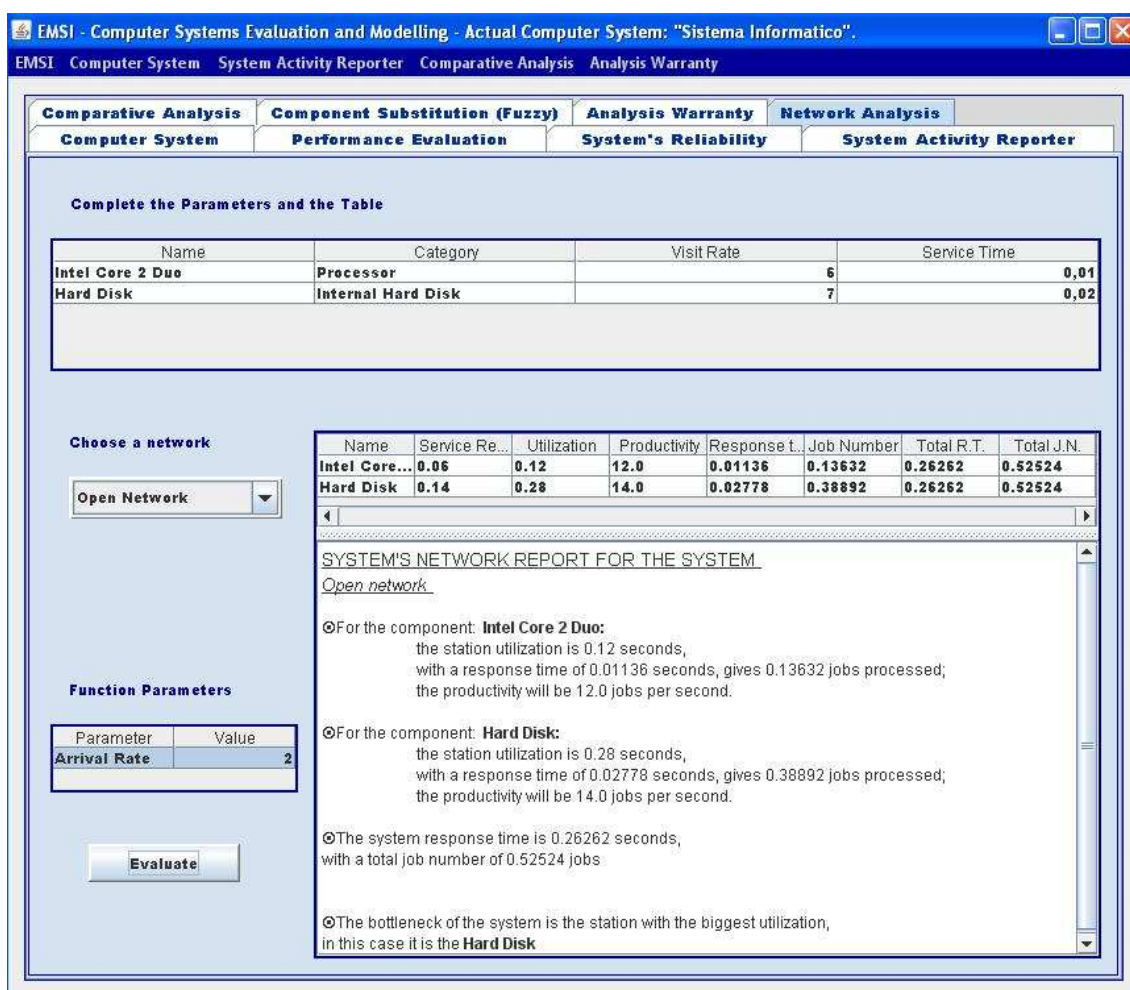 EMSI - Computer Systems Evaluation and Modelling - Actual Computer System: "Sistema Informatico".
EMSI Computer System System Activity Reporter Comparative Analysis Analysis Warranty
Comparative Analysis Component Substitution (Fuzzy) Analysis Warranty Network Analysis
Computer System Performance Evaluation System's Reliability System Activity Reporter
Complete the Parameters and the Table
Name Category Visit Rate Service Time
Intel Core 2 Duo Processor 6 0,01
Hard Disk Internal Hard Disk 7 0,02
Choose a network
Open Network
Name Service Re... Utilization Productivity Response t... Job Number Total R.T. Total J.N.
Intel Core... 0.06 0.12 12.0 0.01136 0.13632 0.26262 0.52524
Hard Disk 0.14 0.28 14.0 0.02778 0.38892 0.26262 0.52524
SYSTEM'S NETWORK REPORT FOR THE SYSTEM
Open network
For the component: Intel Core 2 Duo:
the station utilization is 0.12 seconds,
with a response time of 0.01136 seconds, gives 0.13632 jobs processed;
the productivity will be 12.0 jobs per second.
For the component: Hard Disk:
the station utilization is 0.28 seconds,
with a response time of 0.02778 seconds, gives 0.38892 jobs processed;
the productivity will be 14.0 jobs per second.
The system response time is 0.26262 seconds,
with a total job number of 0.52524 jobs
The bottleneck of the system is the station with the biggest utilization,
in this case it is the Hard Disk
Function Parameters
Parameter Value
Arrival Rate 2
Evaluate